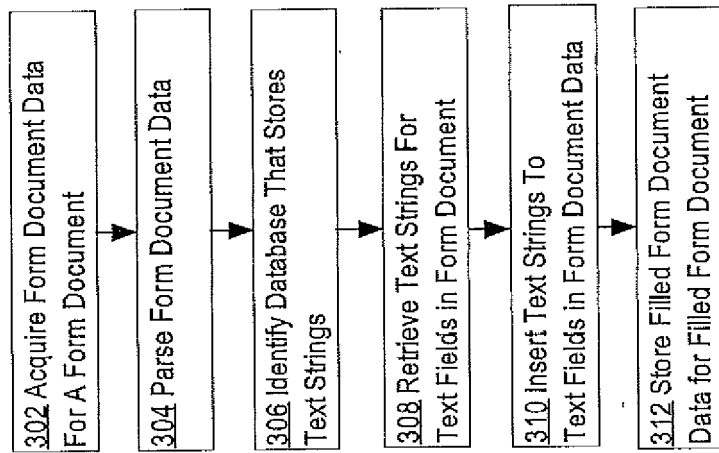 302 Acquire Form Document Data
For A Form Document
304 Parse Form Document Data
306 Identify Database That Stores
Text Strings
308 Retrieve Text Strings For
Text Fields in Form Document
310 Insert Text Strings To
Text Fields in Form Document Data
312 Store Filled Form Document
Data for Filled Form Document